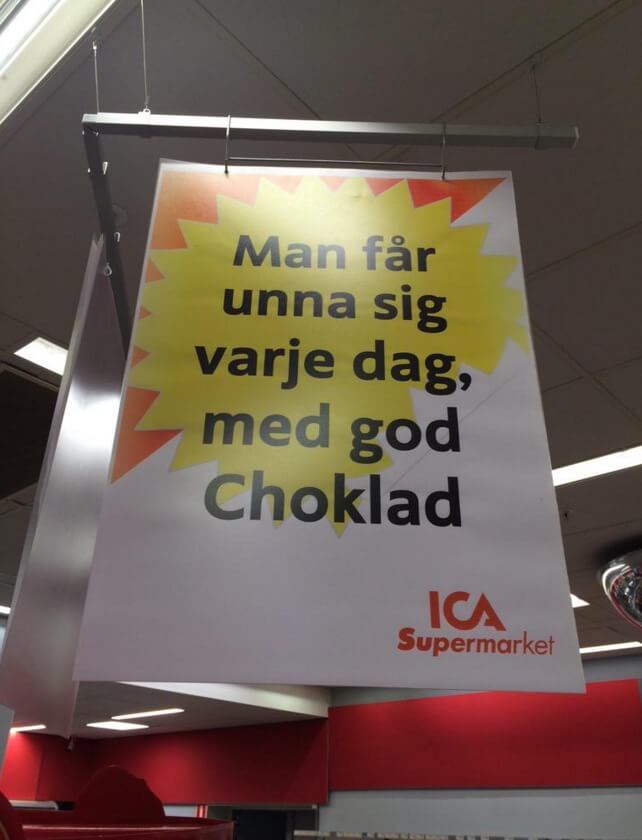 Man får
unna sig
varje dag,
med god
Choklad
ICA
Supermarket